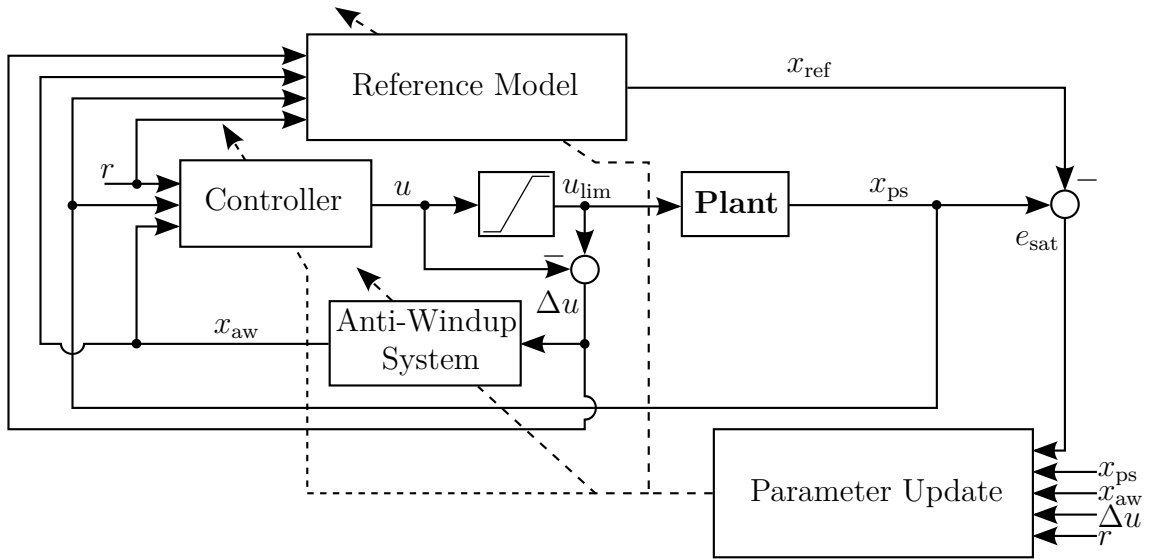 x_ref
Reference Model
r
Controller
u
u_lim
Plant
x_ps
−
e_sat
−
Δu
x_aw
Anti-Windup
System
Parameter Update
x_ps
x_aw
Δu
r